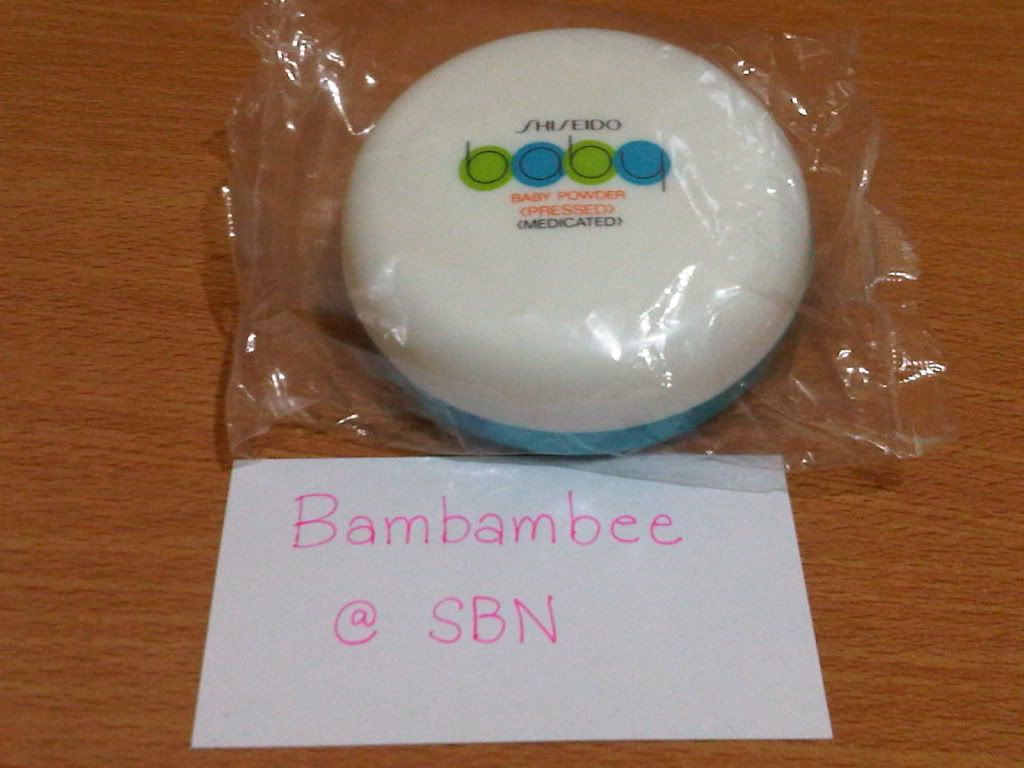 SHISEIDO
baby
BABY POWDER
<PRESSED>
<MEDICATED>
Bambambee
@ SBN